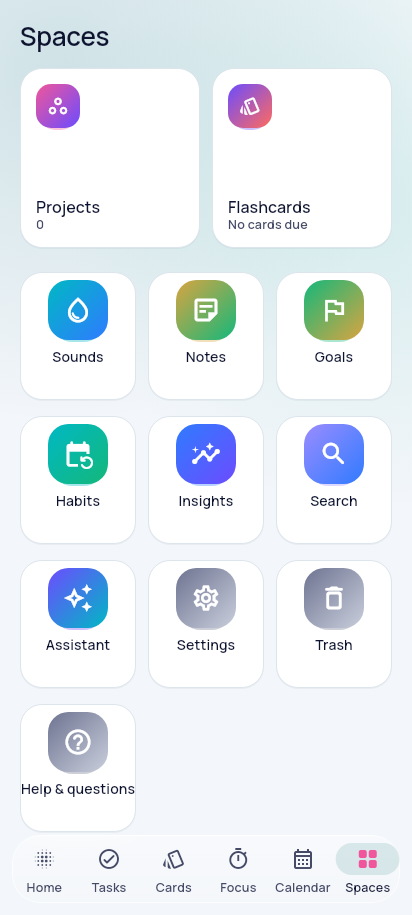 Spaces
Projects
0
Flashcards
No cards due
Sounds
Notes
Goals
Habits
Insights
Search
Assistant
Settings
Trash
Help & questions
Home
Tasks
Cards
Focus
Calendar
Spaces